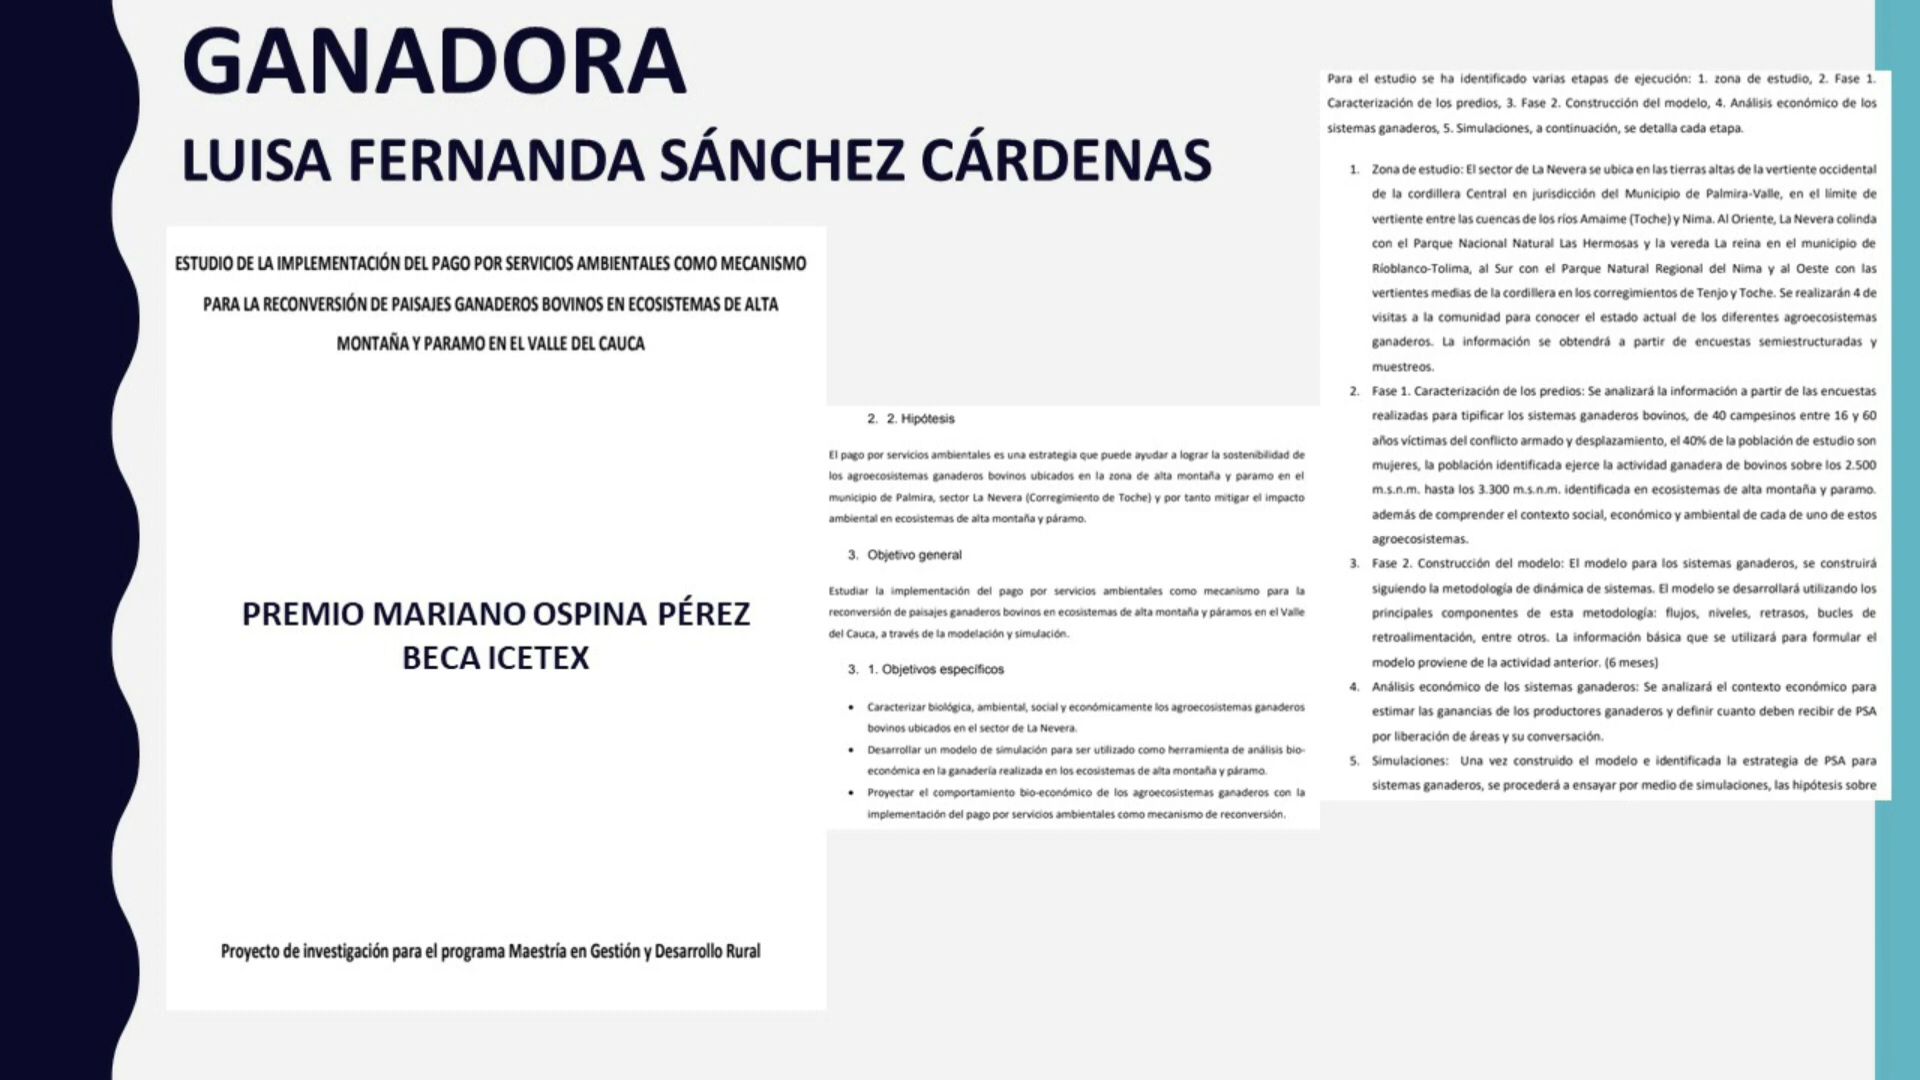 GANADORA
LUISA FERNANDA SÁNCHEZ CÁRDENAS
ESTUDIO DE LA IMPLEMENTACIÓN DEL PAGO POR SERVICIOS AMBIENTALES COMO MECANISMO
PARA LA RECONVERSIÓN DE PAISAJES GANADEROS BOVINOS EN ECOSISTEMAS DE ALTA
MONTAÑA Y PARAMO EN EL VALLE DEL CAUCA
PREMIO MARIANO OSPINA PÉREZ
BECA ICETEX
Proyecto de investigación para el programa Maestría en Gestión y Desarrollo Rural
2. 2. Hipótesis
El pago por servicios ambientales es una estrategia que puede ayudar a lograr la sostenibilidad de
los agroecosistemas ganaderos bovinos ubicados en la zona de alta montaña y paramo en el
municipio de Palmira, sector La Nevera (Corregimiento de Toche) y por tanto mitigar el impacto
ambiental en ecosistemas de alta montaña y páramo.
3. Objetivo general
Estudiar la implementación del pago por servicios ambientales como mecanismo para la
reconversión de paisajes ganaderos bovinos en ecosistemas de alta montaña y páramos en el Valle
del Cauca, a través de la modelación y simulación.
3. 1. Objetivos específicos
• Caracterizar biológica, ambiental, social y económicamente los agroecosistemas ganaderos
bovinos ubicados en el sector de La Nevera.
• Desarrollar un modelo de simulación para ser utilizado como herramienta de análisis bio-
económica en la ganadería realizada en los ecosistemas de alta montaña y páramo.
• Proyectar el comportamiento bio-económico de los agroecosistemas ganaderos con la
implementación del pago por servicios ambientales como mecanismo de reconversión.
Para el estudio se ha identificado varias etapas de ejecución: 1. zona de estudio, 2. Fase 1.
Caracterización de los predios, 3. Fase 2. Construcción del modelo, 4. Análisis económico de los
sistemas ganaderos, 5. Simulaciones, a continuación, se detalla cada etapa.
1. Zona de estudio: El sector de La Nevera se ubica en las tierras altas de la vertiente occidental
de la cordillera Central en jurisdicción del Municipio de Palmira-Valle, en el límite de
vertiente entre las cuencas de los ríos Amaime (Toche) y Nima. Al Oriente, La Nevera colinda
con el Parque Nacional Natural Las Hermosas y la vereda La reina en el municipio de
Ríoblanco-Tolima, al Sur con el Parque Natural Regional del Nima y al Oeste con las
vertientes medias de la cordillera en los corregimientos de Tenjo y Toche. Se realizarán 4 de
visitas a la comunidad para conocer el estado actual de los diferentes agroecosistemas
ganaderos. La información se obtendrá a partir de encuestas semiestructuradas y
muestreos.
2. Fase 1. Caracterización de los predios: Se analizará la información a partir de las encuestas
realizadas para tipificar los sistemas ganaderos bovinos, de 40 campesinos entre 16 y 60
años víctimas del conflicto armado y desplazamiento, el 40% de la población de estudio son
mujeres, la población identificada ejerce la actividad ganadera de bovinos sobre los 2.500
m.s.n.m. hasta los 3.300 m.s.n.m. identificada en ecosistemas de alta montaña y paramo.
además de comprender el contexto social, económico y ambiental de cada de uno de estos
agroecosistemas.
3. Fase 2. Construcción del modelo: El modelo para los sistemas ganaderos, se construirá
siguiendo la metodología de dinámica de sistemas. El modelo se desarrollará utilizando los
principales componentes de esta metodología: flujos, niveles, retrasos, bucles de
retroalimentación, entre otros. La información básica que se utilizará para formular el
modelo proviene de la actividad anterior. (6 meses)
4. Análisis económico de los sistemas ganaderos: Se analizará el contexto económico para
estimar las ganancias de los productores ganaderos y definir cuanto deben recibir de PSA
por liberación de áreas y su conversación.
5. Simulaciones: Una vez construido el modelo e identificada la estrategia de PSA para
sistemas ganaderos, se procederá a ensayar por medio de simulaciones, las hipótesis sobre